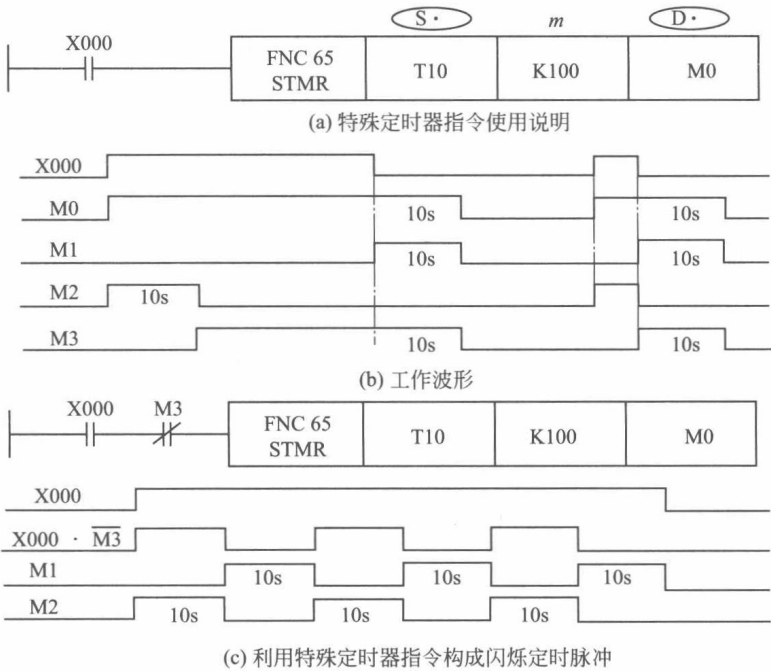 S· m D·
X000
FNC 65 T10 K100 M0
STMR
(a) 特殊定时器指令使用说明
X000
M0 10s 10s
M1 10s 10s
M2 10s
M3 10s 10s
(b) 工作波形
X000 M3
FNC 65 T10 K100 M0
STMR
X000
X000 · M3
M1 10s 10s 10s
M2 10s 10s 10s
(c) 利用特殊定时器指令构成闪烁定时脉冲